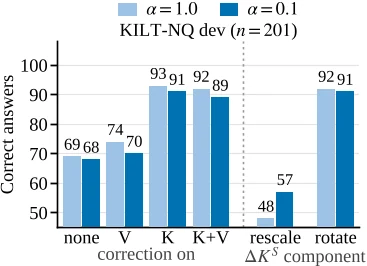 α = 1.0 α = 0.1
KILT-NQ dev (n = 201)
Correct answers
100
90
80
70
60
50
69 68 74 70 93 91 92 89 48 57 92 91
none V K K+V rescale rotate
correction on ΔK^S component